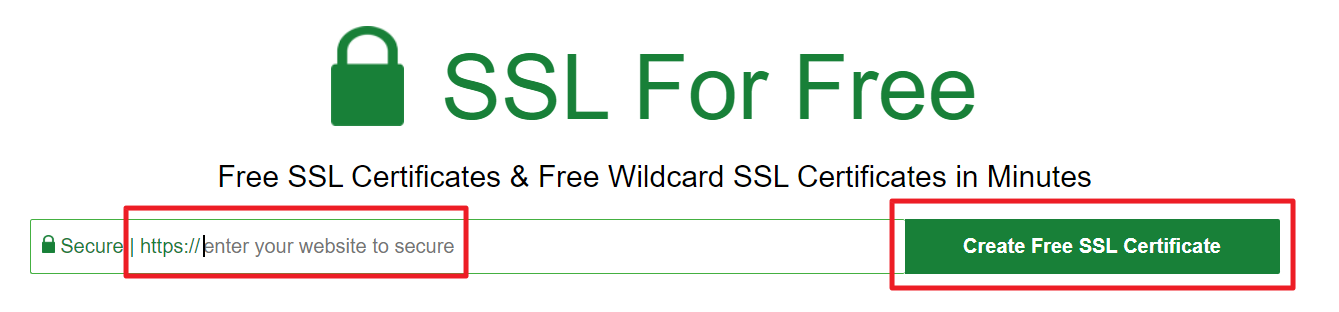 SSL For Free
Free SSL Certificates & Free Wildcard SSL Certificates in Minutes
Secure | https:// enter your website to secure
Create Free SSL Certificate